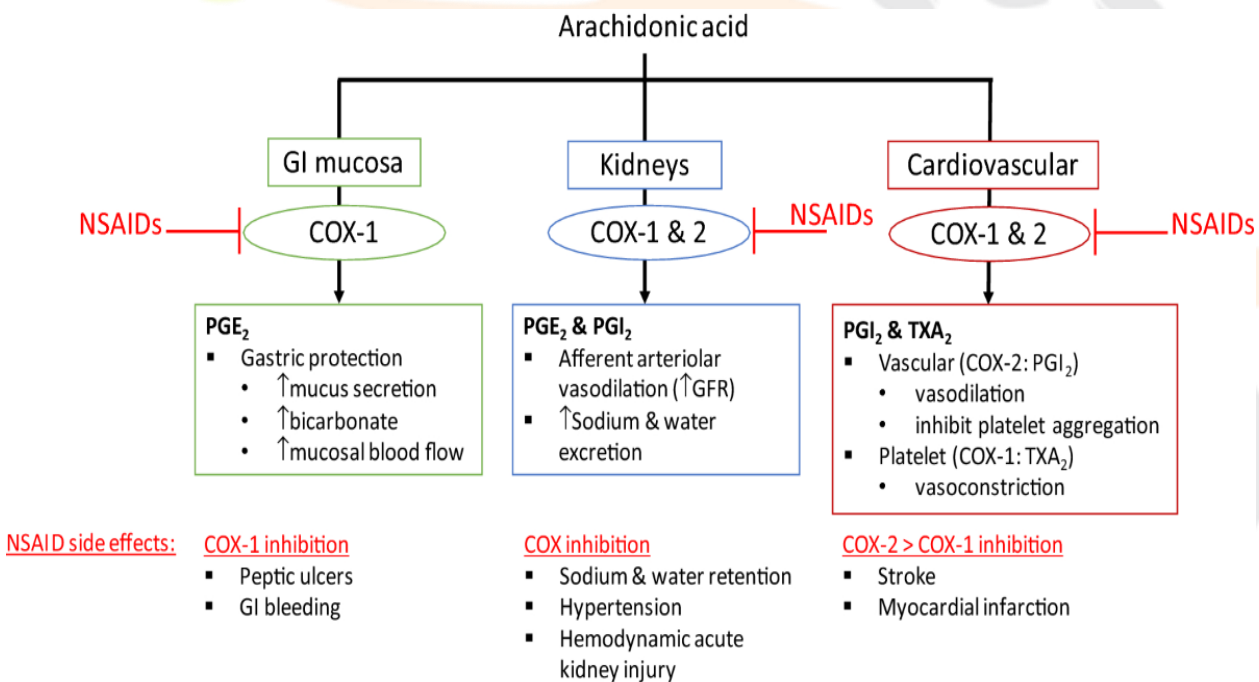 Arachidonic acid
GI mucosa
Kidneys
Cardiovascular
NSAIDs
COX-1
COX-1 & 2
NSAIDs
COX-1 & 2
NSAIDs
PGE₂
▪ Gastric protection
• ↑mucus secretion
• ↑bicarbonate
• ↑mucosal blood flow
PGE₂ & PGI₂
▪ Afferent arteriolar
vasodilation (↑GFR)
▪ ↑Sodium & water
excretion
PGI₂ & TXA₂
▪ Vascular (COX-2: PGI₂)
• vasodilation
• inhibit platelet aggregation
▪ Platelet (COX-1: TXA₂)
• vasoconstriction
NSAID side effects:
COX-1 inhibition
▪ Peptic ulcers
▪ GI bleeding
COX inhibition
▪ Sodium & water retention
▪ Hypertension
▪ Hemodynamic acute
kidney injury
COX-2 > COX-1 inhibition
▪ Stroke
▪ Myocardial infarction